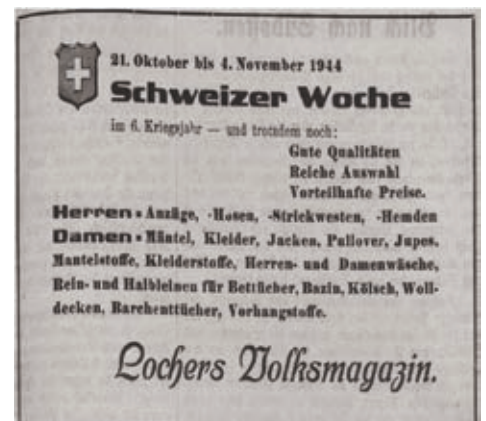 21. Oktober bis 4. November 1944
Schweizer Woche
im 6. Kriegsjahr — und trotzdem noch:
Gute Qualitäten
Reiche Auswahl
Vorteilhafte Preise.
Herren-Anzüge, -Hosen, -Strickwesten, -Hemden
Damen-Mäntel, Kleider, Jacken, Pullover, Jupes,
Mantelstoffe, Kleiderstoffe, Herren- und Damenwäsche,
Rein- und Halbleinen für Bettücher, Bazin, Kölsch, Woll-
decken, Barchenttücher, Vorhangstoffe.
Lochers Volksmagazin.